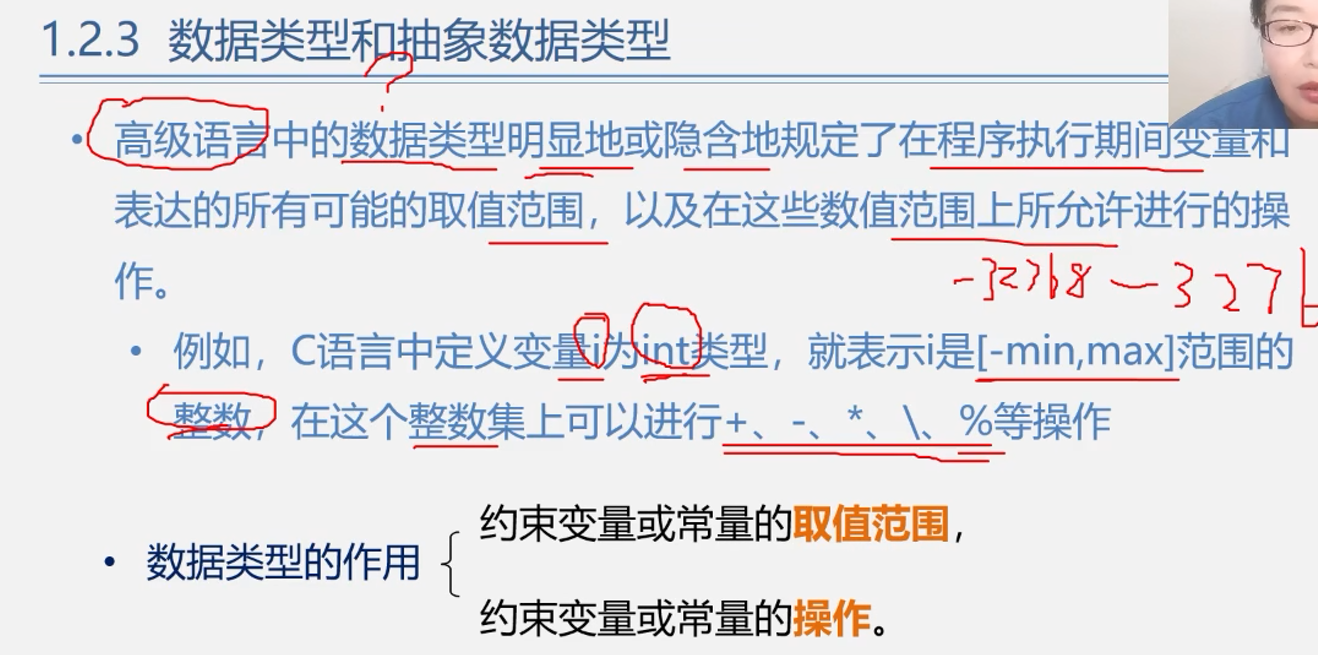 1.2.3 数据类型和抽象数据类型
?
• 高级语言中的数据类型明显地或隐含地规定了在程序执行期间变量和
表达的所有可能的取值范围，以及在这些数值范围上所允许进行的操
作。
-32768 — 3276
• 例如，C语言中定义变量i为int类型，就表示i是[-min,max]范围的
整数，在这个整数集上可以进行+、-、*、\、%等操作
约束变量或常量的取值范围，
• 数据类型的作用
约束变量或常量的操作。